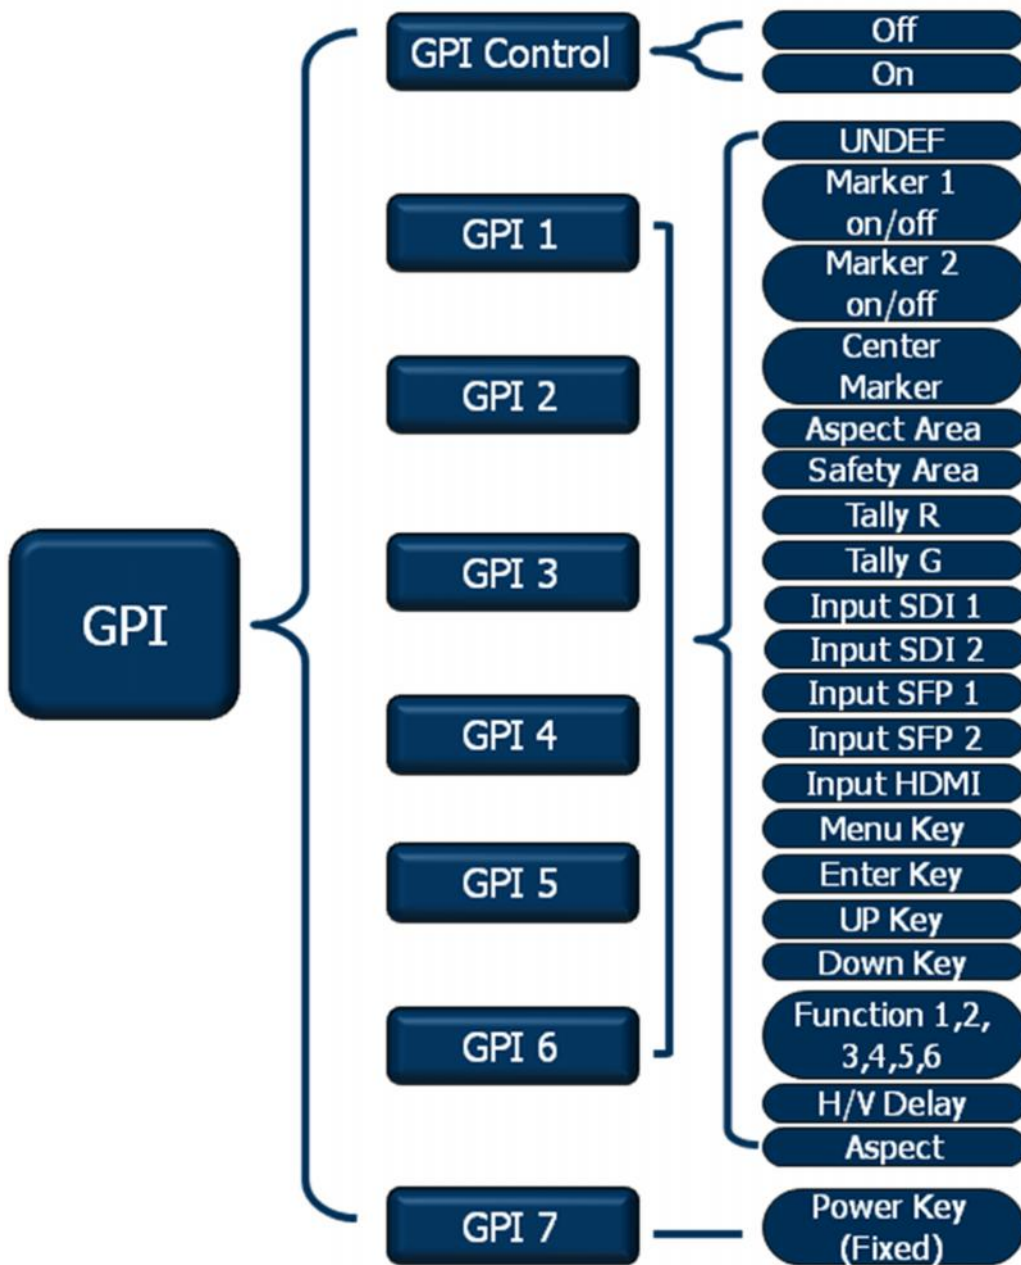 GPI
GPI Control
Off
On
GPI 1
GPI 2
GPI 3
GPI 4
GPI 5
GPI 6
UNDEF
Marker 1
on/off
Marker 2
on/off
Center
Marker
Aspect Area
Safety Area
Tally R
Tally G
Input SDI 1
Input SDI 2
Input SFP 1
Input SFP 2
Input HDMI
Menu Key
Enter Key
UP Key
Down Key
Function 1,2,
3,4,5,6
H/V Delay
Aspect
GPI 7
Power Key
(Fixed)